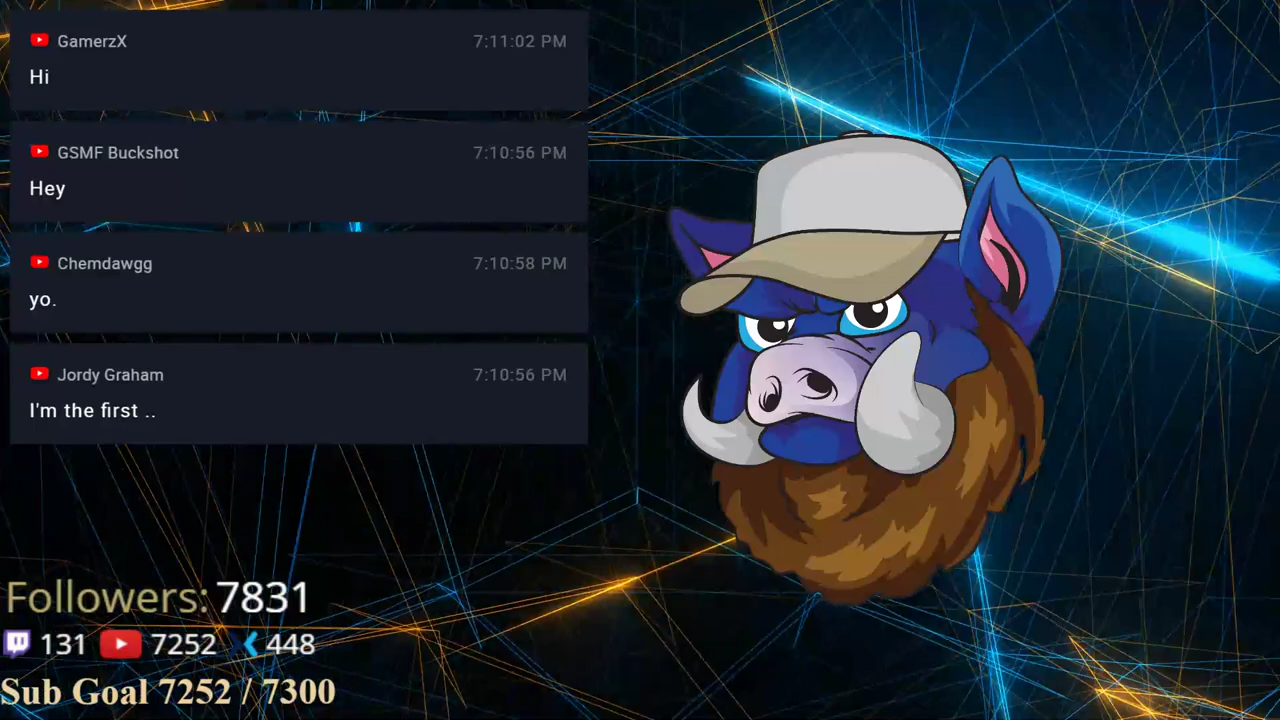 GamerzX 7:11:02 PM
Hi
GSMF Buckshot 7:10:56 PM
Hey
Chemdawgg 7:10:58 PM
yo.
Jordy Graham 7:10:56 PM
I'm the first ..
Followers: 7831
131 7252 448
Sub Goal 7252 / 7300